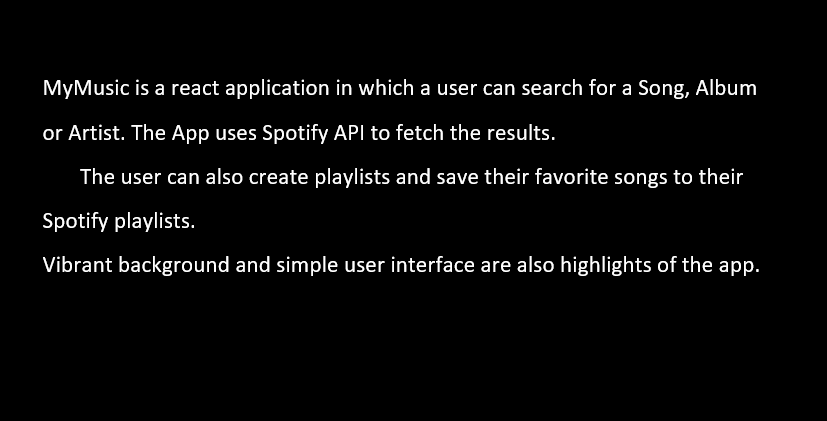 MyMusic is a react application in which a user can search for a Song, Album
or Artist. The App uses Spotify API to fetch the results.
The user can also create playlists and save their favorite songs to their
Spotify playlists.
Vibrant background and simple user interface are also highlights of the app.